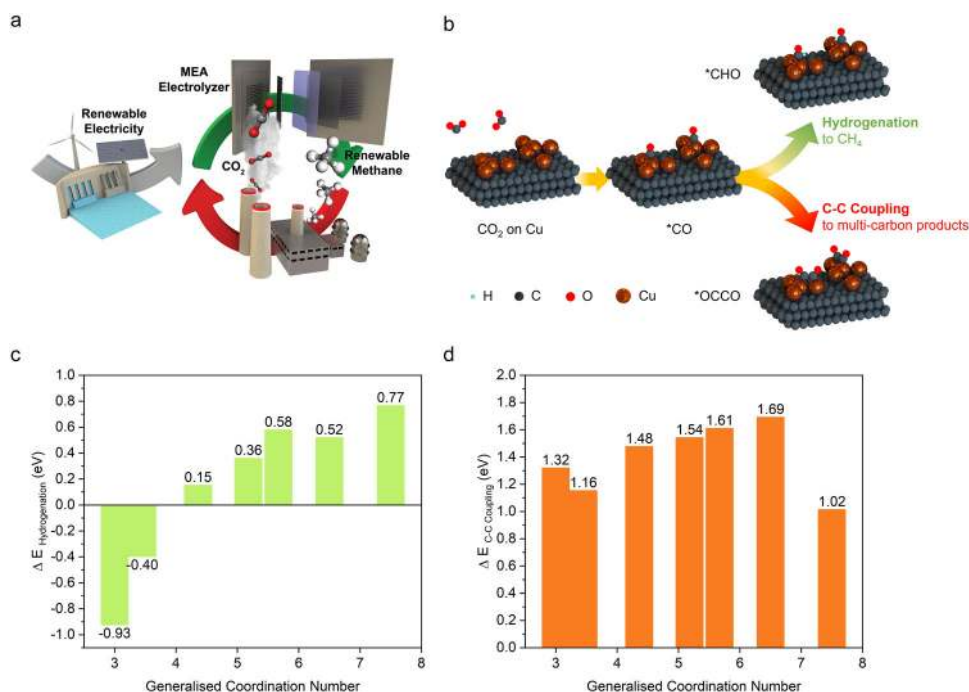 a
MEA
Electrolyzer
Renewable
Electricity
CO2
Renewable
Methane
b
*CHO
Hydrogenation
to CH4
CO2 on Cu
*CO
C-C Coupling
to multi-carbon products
H C O Cu
*OCCO
c
1.0
0.8
0.6
0.4
0.2
0.0
-0.2
-0.4
-0.6
-0.8
-1.0
Δ E Hydrogenation (eV)
-0.93
-0.40
0.15
0.36
0.58
0.52
0.77
3 4 5 6 7 8
Generalised Coordination Number
d
2.0
1.8
1.6
1.4
1.2
1.0
0.8
0.6
0.4
0.2
0.0
Δ E C-C Coupling (eV)
1.32
1.16
1.48
1.54
1.61
1.69
1.02
3 4 5 6 7 8
Generalised Coordination Number